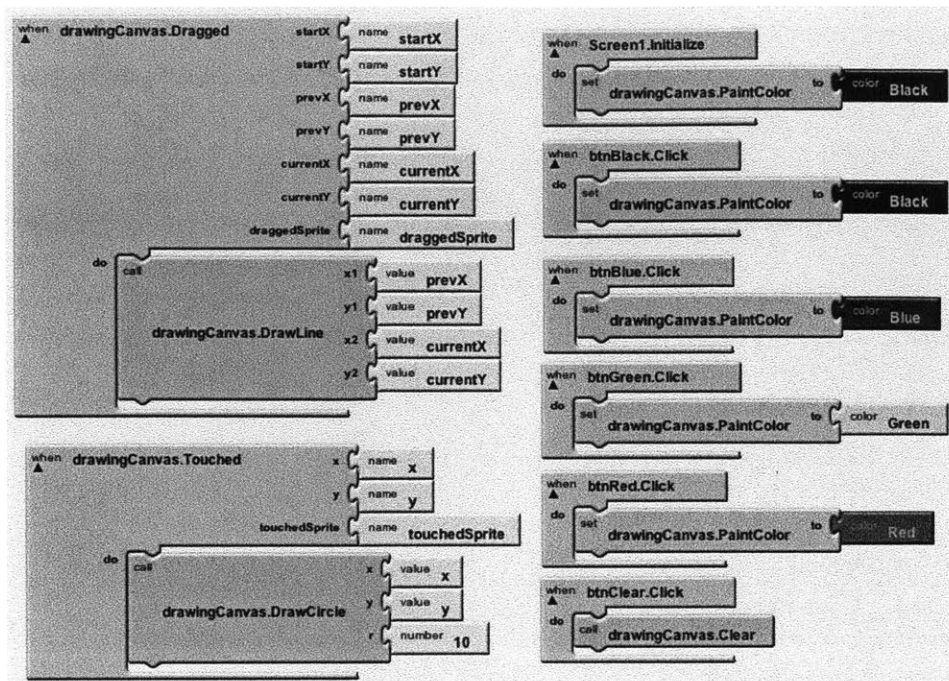 when drawingCanvas.Dragged
startX name startX
startY name startY
prevX name prevX
prevY name prevY
currentX name currentX
currentY name currentY
draggedSprite name draggedSprite
do call drawingCanvas.DrawLine
x1 value prevX
y1 value prevY
x2 value currentX
y2 value currentY
when drawingCanvas.Touched
x name x
y name y
touchedSprite name touchedSprite
do call drawingCanvas.DrawCircle
x value x
y value y
r number 10
when Screen1.Initialize
do set drawingCanvas.PaintColor to color Black
when btnBlack.Click
do set drawingCanvas.PaintColor to color Black
when btnBlue.Click
do set drawingCanvas.PaintColor to color Blue
when btnGreen.Click
do set drawingCanvas.PaintColor to color Green
when btnRed.Click
do set drawingCanvas.PaintColor to color Red
when btnClear.Click
do call drawingCanvas.Clear